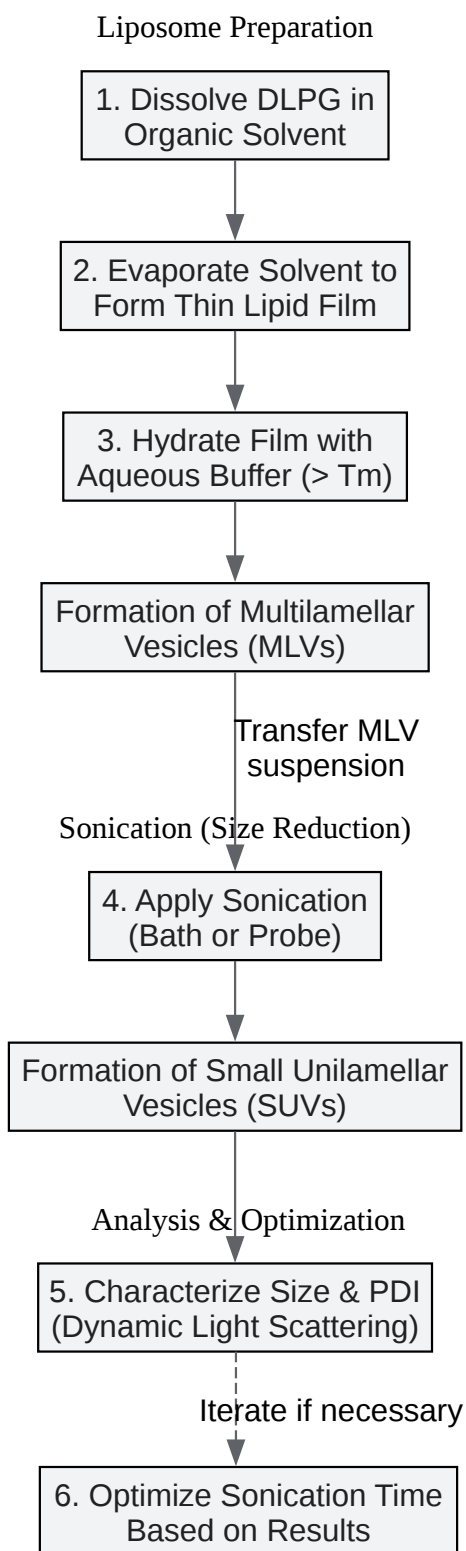 Liposome Preparation
1. Dissolve DLPG in
Organic Solvent
2. Evaporate Solvent to
Form Thin Lipid Film
3. Hydrate Film with
Aqueous Buffer (> Tm)
Formation of Multilamellar
Vesicles (MLVs)
Transfer MLV
suspension
Sonication (Size Reduction)
4. Apply Sonication
(Bath or Probe)
Formation of Small Unilamellar
Vesicles (SUVs)
Analysis & Optimization
5. Characterize Size & PDI
(Dynamic Light Scattering)
Iterate if necessary
6. Optimize Sonication Time
Based on Results